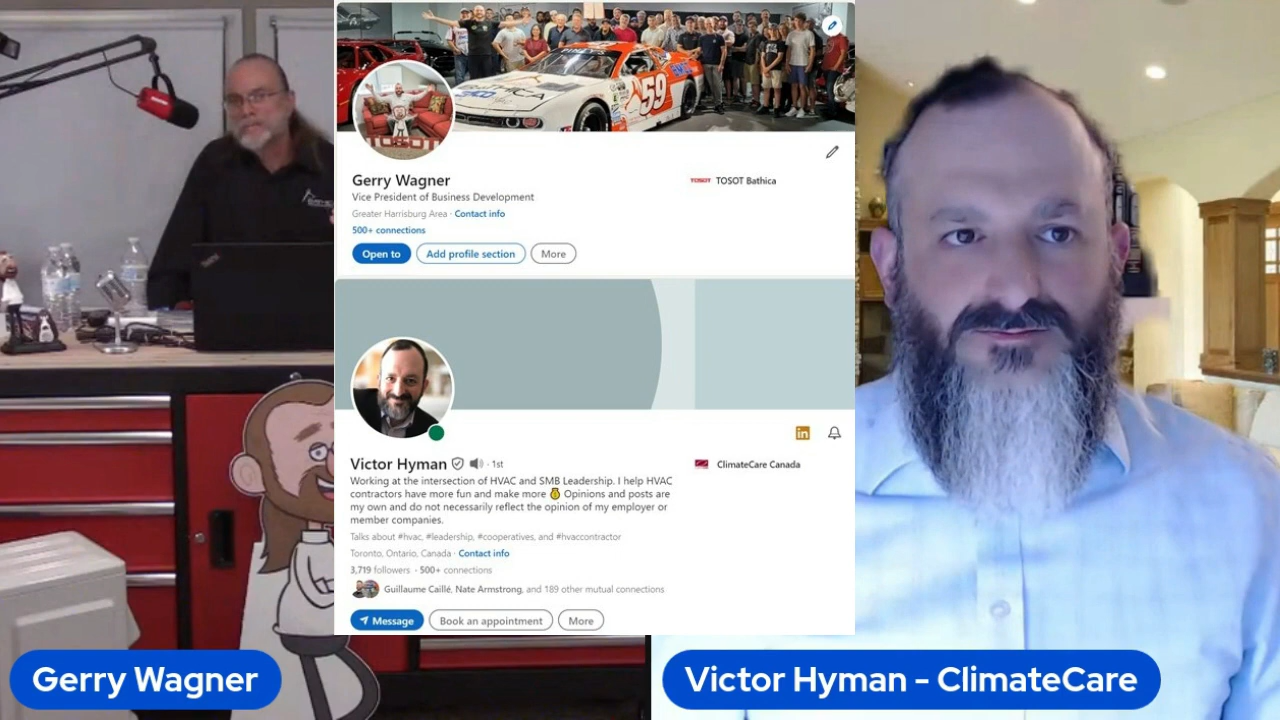 59
Gerry Wagner
TOSOT TOSOT Bathica
Vice President of Business Development
Greater Harrisburg Area · Contact info
500+ connections
Open to
Add profile section
More
in
Victor Hyman · 1st
ClimateCare Canada
Working at the intersection of HVAC and SMB Leadership. I help HVAC
contractors have more fun and make more 💰 Opinions and posts are
my own and do not necessarily reflect the opinion of my employer or
member companies.
Talks about #hvac, #leadership, #cooperatives, and #hvaccontractor
Toronto, Ontario, Canada · Contact info
3,719 followers · 500+ connections
Guillaume Caillé, Nate Armstrong, and 189 other mutual connections
Message
Book an appointment
More
Gerry Wagner
Victor Hyman - ClimateCare